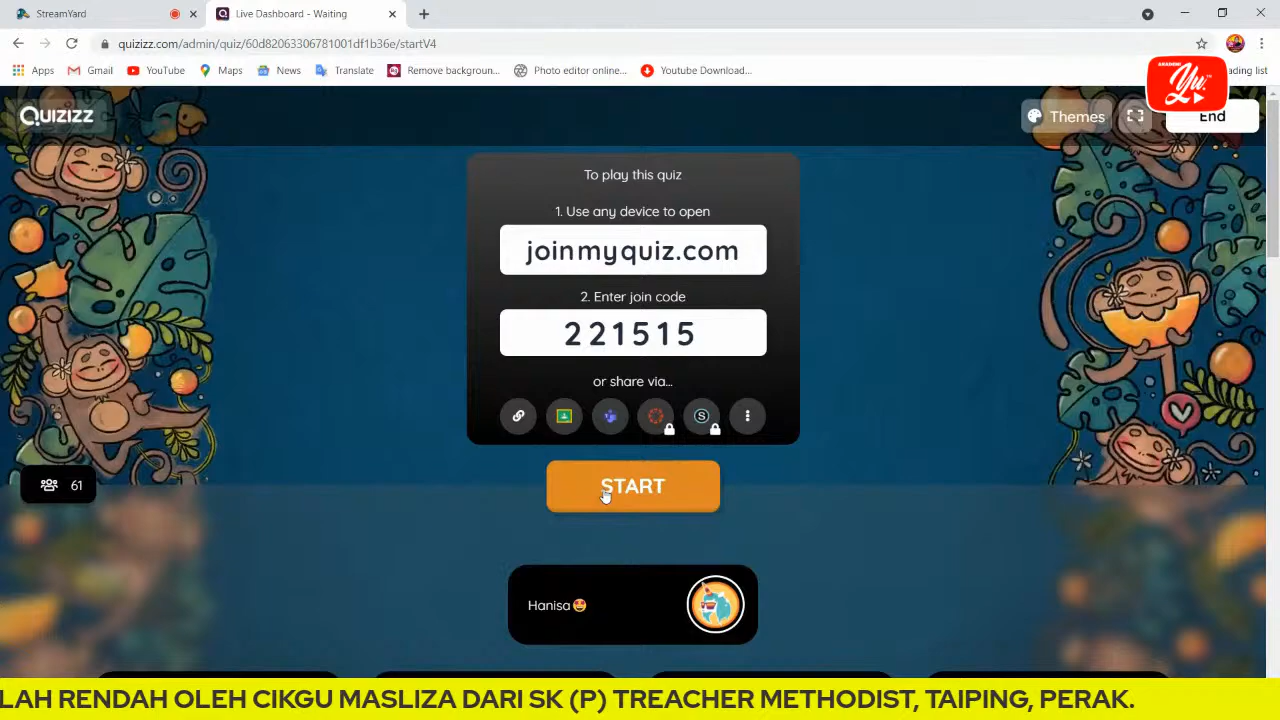 StreamYard
Live Dashboard - Waiting
quizizz.com/admin/quiz/60d82063306781001df1b36e/startV4
Apps Gmail YouTube Maps News Translate Remove backgroun... Photo editor online... Youtube Download... ding list
Yu
Quizizz
Themes
End
To play this quiz
1. Use any device to open
joinmyquiz.com
2. Enter join code
221515
or share via...
S
61
START
Hanisa😍
LAH RENDAH OLEH CIKGU MASLIZA DARI SK (P) TREACHER METHODIST, TAIPING, PERAK.